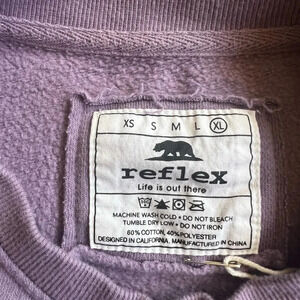 XS S M L XL
reflex
Life is out there
MACHINE WASH COLD • DO NOT BLEACH
TUMBLE DRY LOW • DO NOT IRON
60% COTTON, 40% POLYESTER
DESIGNED IN CALIFORNIA, MANUFACTURED IN CHINA